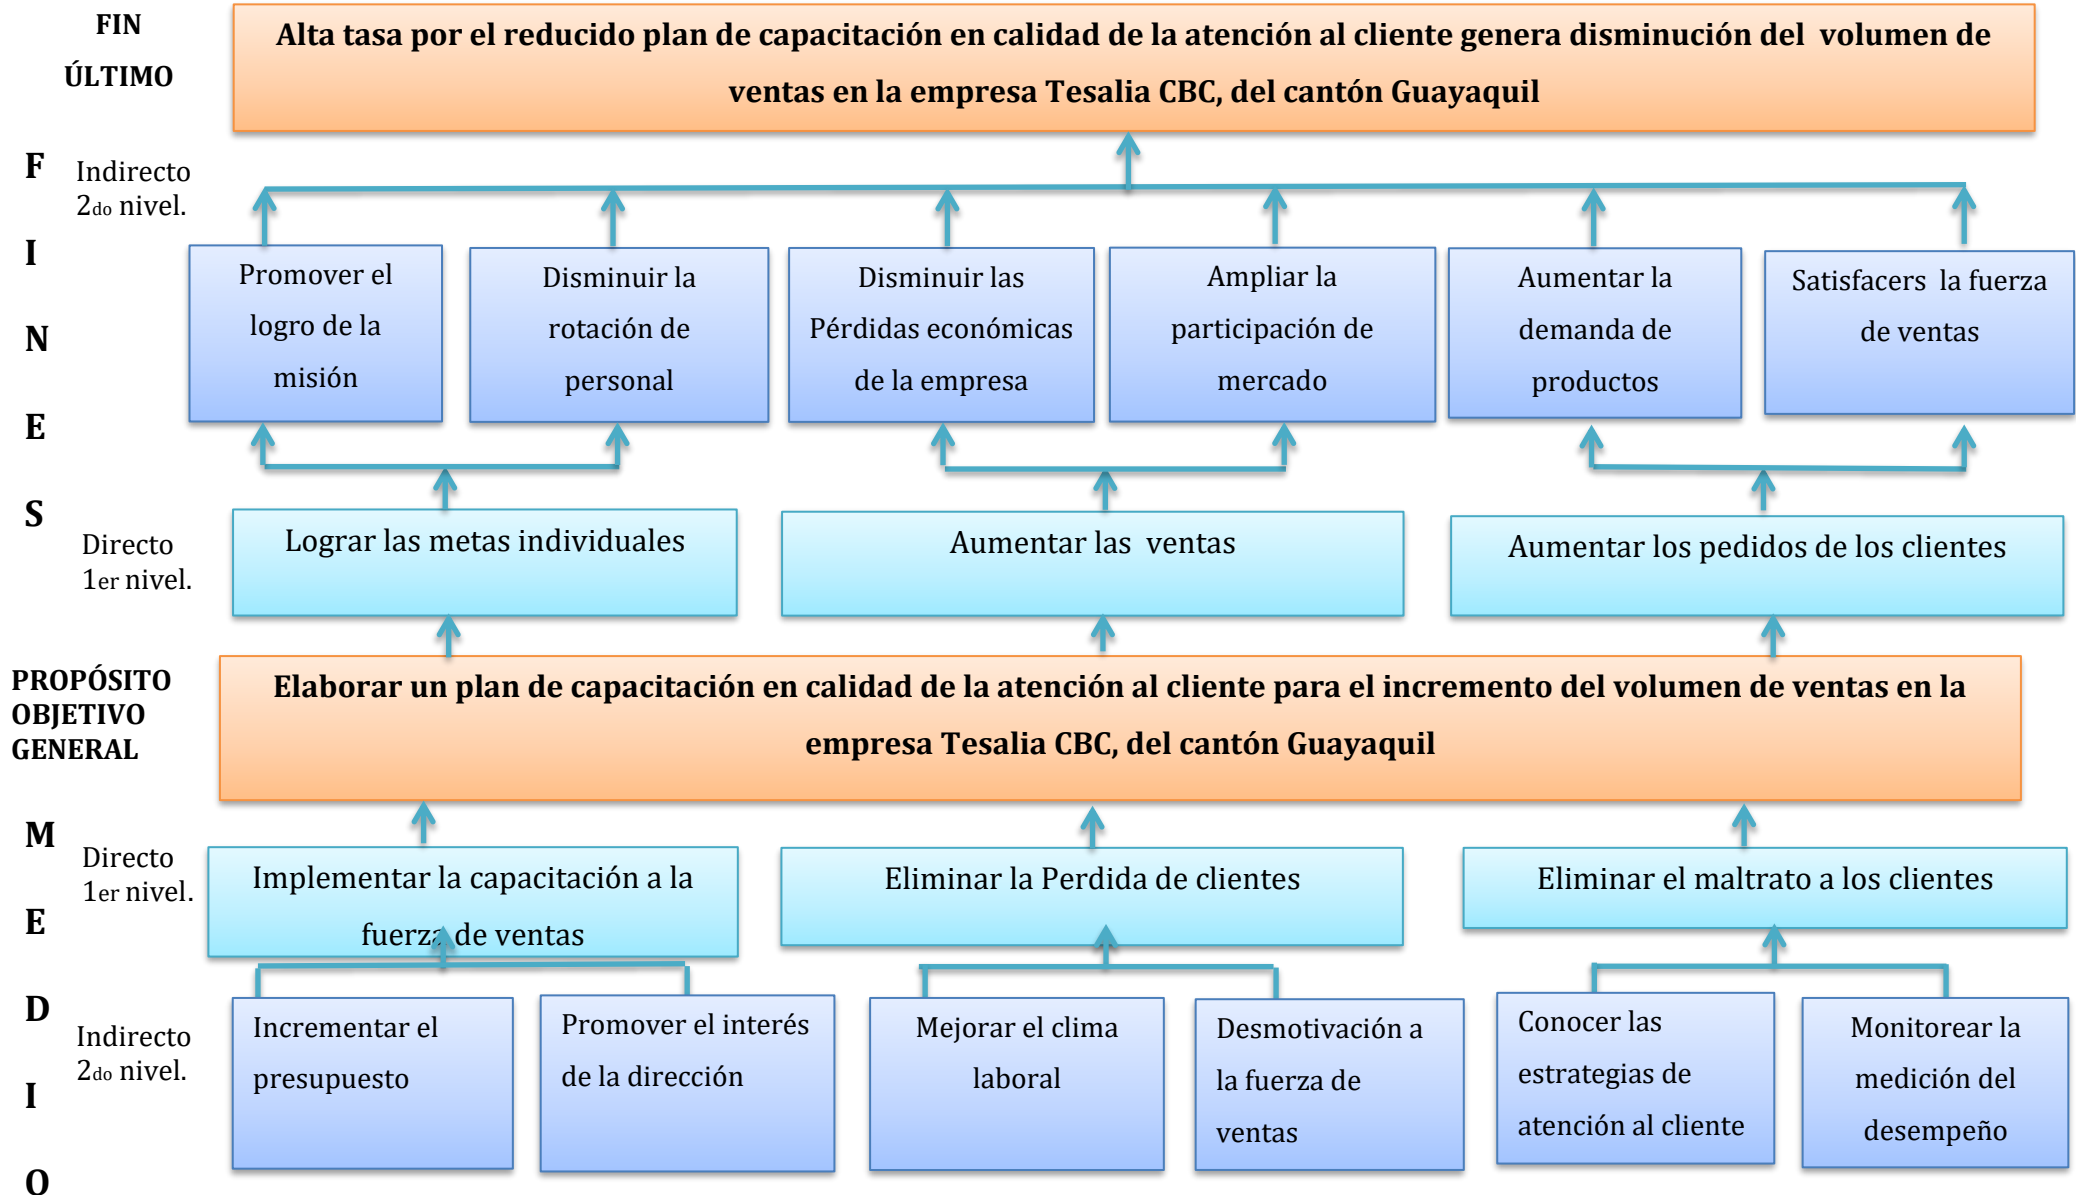 FIN
ÚLTIMO
Alta tasa por el reducido plan de capacitación en calidad de la atención al cliente genera disminución del volumen de
ventas en la empresa Tesalia CBC, del cantón Guayaquil
F
I
N
E
S
Indirecto
2do nivel.
Promover el
logro de la
misión
Disminuir la
rotación de
personal
Disminuir las
Pérdidas económicas
de la empresa
Ampliar la
participación de
mercado
Aumentar la
demanda de
productos
Satisfacers la fuerza
de ventas
Directo
1er nivel.
Lograr las metas individuales
Aumentar las ventas
Aumentar los pedidos de los clientes
PROPÓSITO
OBJETIVO
GENERAL
Elaborar un plan de capacitación en calidad de la atención al cliente para el incremento del volumen de ventas en la
empresa Tesalia CBC, del cantón Guayaquil
M
E
D
I
O
Directo
1er nivel.
Implementar la capacitación a la
fuerza de ventas
Eliminar la Perdida de clientes
Eliminar el maltrato a los clientes
Indirecto
2do nivel.
Incrementar el
presupuesto
Promover el interés
de la dirección
Mejorar el clima
laboral
Desmotivación a
la fuerza de
ventas
Conocer las
estrategias de
atención al cliente
Monitorear la
medición del
desempeño